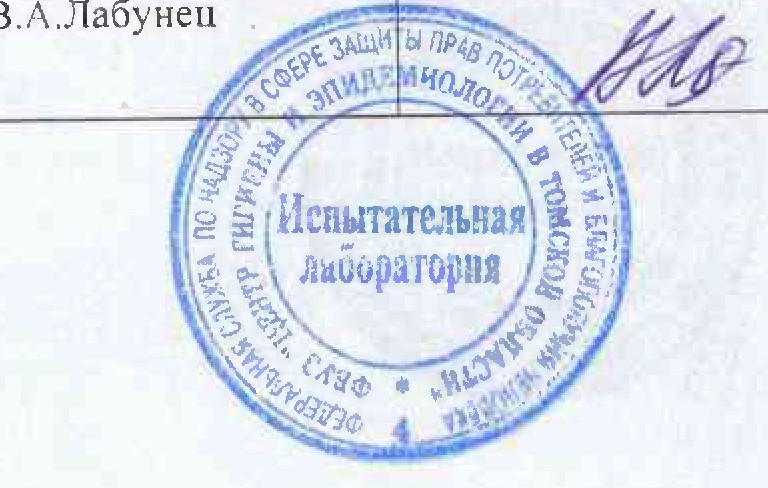 В.А.Лабунец
ФЕДЕРАЛЬНАЯ СЛУЖБА ПО НАДЗОРУ В СФЕРЕ ЗАЩИТЫ ПРАВ ПОТРЕБИТЕЛЕЙ И БЛАГОПОЛУЧИЯ ЧЕЛОВЕКА
ФБУЗ "ЦЕНТР ГИГИЕНЫ И ЭПИДЕМИОЛОГИИ В ТОМСКОЙ ОБЛАСТИ" *
Испытательная
лаборатория
4